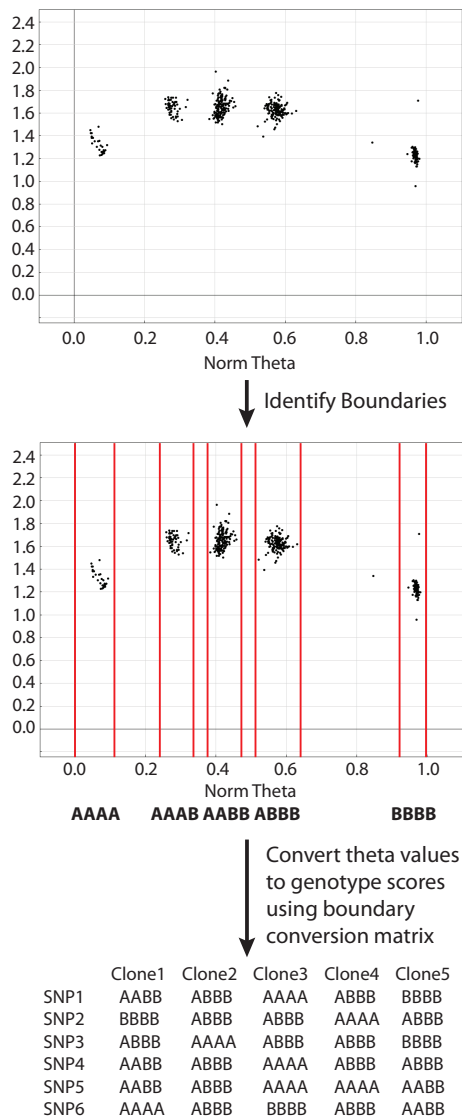 2.4
2.2
2.0
1.8
1.6
1.4
1.2
1.0
0.8
0.6
0.4
0.2
0.0
0.0 0.2 0.4 0.6 0.8 1.0
Norm Theta
Identify Boundaries
2.4
2.2
2.0
1.8
1.6
1.4
1.2
1.0
0.8
0.6
0.4
0.2
0.0
0.0 0.2 0.4 0.6 0.8 1.0
Norm Theta
AAAA AAAB AABB ABBB BBBB
Convert theta values
to genotype scores
using boundary
conversion matrix
Clone1 Clone2 Clone3 Clone4 Clone5
SNP1 AABB ABBB AAAA ABBB BBBB
SNP2 BBBB ABBB ABBB AAAA ABBB
SNP3 ABBB AAAA ABBB ABBB BBBB
SNP4 AABB ABBB AAAA ABBB AABB
SNP5 AABB ABBB AAAA AAAA AABB
SNP6 AAAA ABBB BBBB ABBB AABB